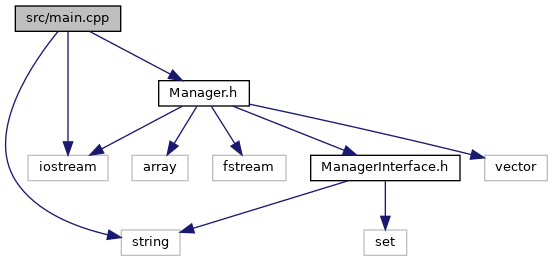 src/main.cpp
Manager.h
iostream
array
fstream
ManagerInterface.h
vector
string
set